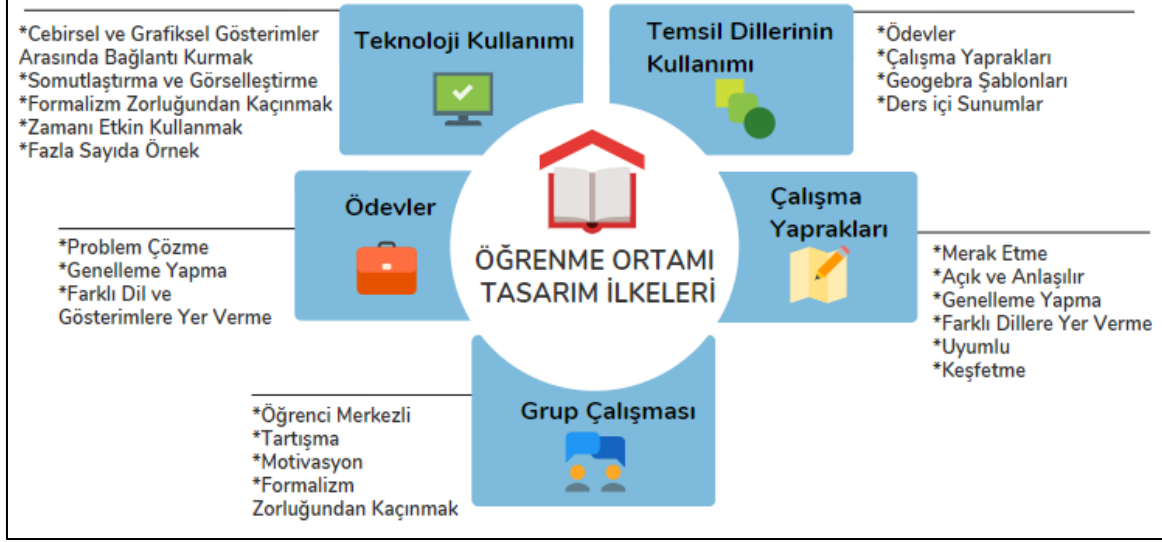 *Cebirsel ve Grafiksel Gösterimler
Arasında Bağlantı Kurmak
*Somutlaştırma ve Görselleştirme
*Formalizm Zorluğundan Kaçınmak
*Zamanı Etkin Kullanmak
*Fazla Sayıda Örnek
Teknoloji Kullanımı
Temsil Dillerinin
Kullanımı
*Ödevler
*Çalışma Yaprakları
*Geogebra Şablonları
*Ders içi Sunumlar
Ödevler
*Problem Çözme
*Genelleme Yapma
*Farklı Dil ve
Gösterimlere Yer Verme
ÖĞRENME ORTAMI
TASARIM İLKELERİ
Çalışma
Yaprakları
*Merak Etme
*Açık ve Anlaşılır
*Genelleme Yapma
*Farklı Dillere Yer Verme
*Uyumlu
*Keşfetme
Grup Çalışması
*Öğrenci Merkezli
*Tartışma
*Motivasyon
*Formalizm
Zorluğundan Kaçınmak